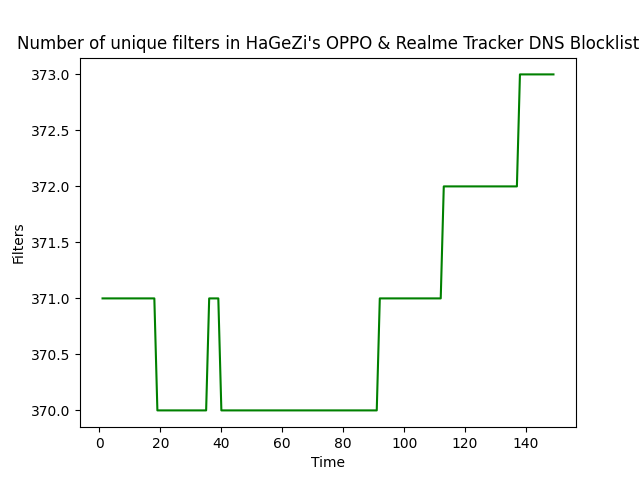 Number of unique filters in HaGeZi's OPPO & Realme Tracker DNS Blocklist
373.0
372.5
372.0
371.5
371.0
370.5
370.0
Filters
0 20 40 60 80 100 120 140
Time